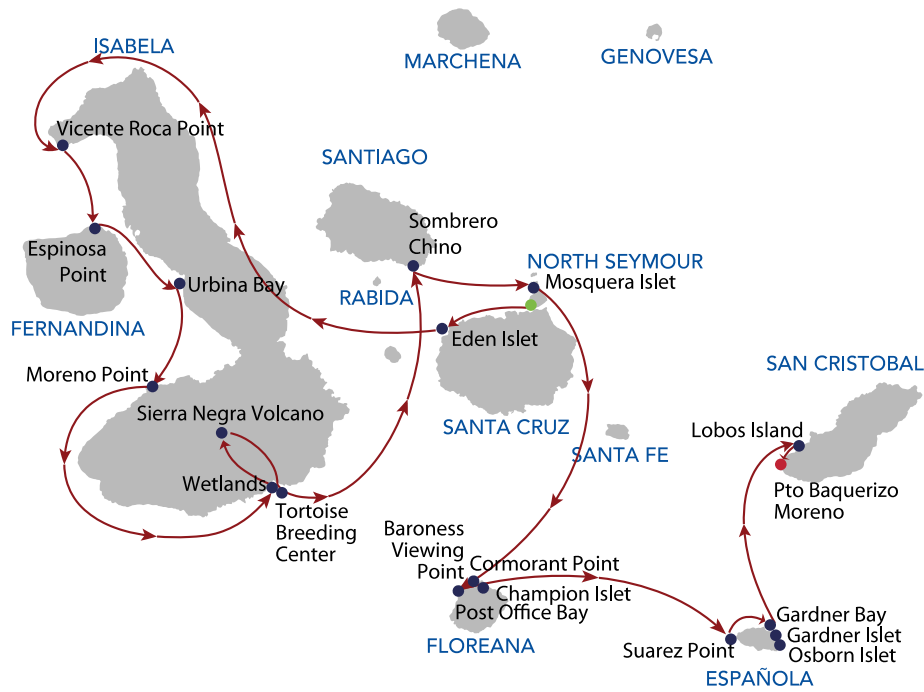 ISABELA
MARCHENA
GENOVESA
Vicente Roca Point
SANTIAGO
Sombrero
Chino
Espinosa
Point
NORTH SEYMOUR
Mosquera Islet
Urbina Bay
RABIDA
FERNANDINA
Eden Islet
SAN CRISTOBAL
Moreno Point
Sierra Negra Volcano
SANTA CRUZ
Lobos Island
SANTA FE
Wetlands
Pto Baquerizo
Moreno
Tortoise
Breeding
Center
Baroness
Viewing
Point
Cormorant Point
Champion Islet
Post Office Bay
FLOREANA
Gardner Bay
Gardner Islet
Suarez Point
Osborn Islet
ESPAÑOLA